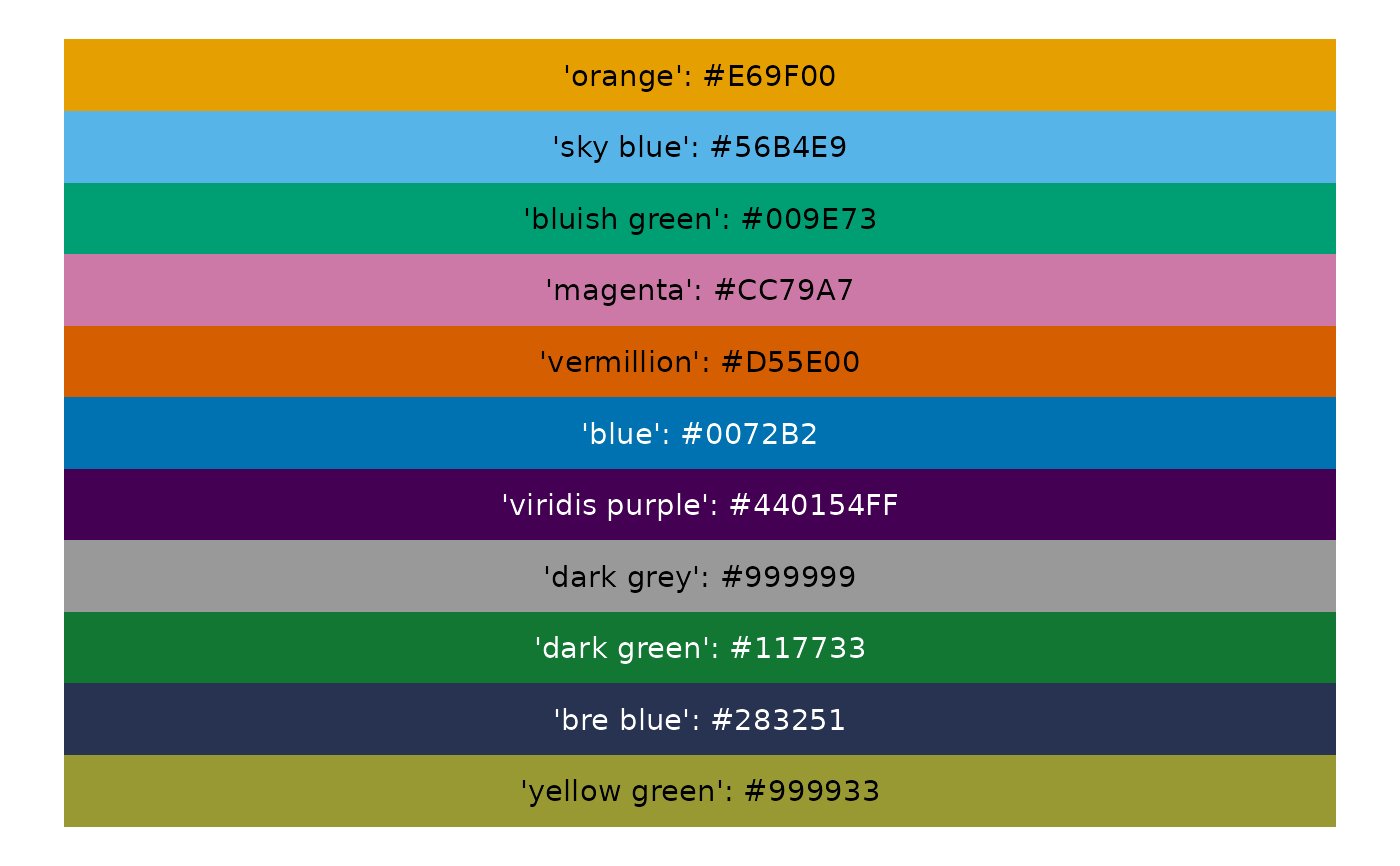 'orange': #E69F00
'sky blue': #56B4E9
'bluish green': #009E73
'magenta': #CC79A7
'vermillion': #D55E00
'blue': #0072B2
'viridis purple': #440154FF
'dark grey': #999999
'dark green': #117733
'bre blue': #283251
'yellow green': #999933